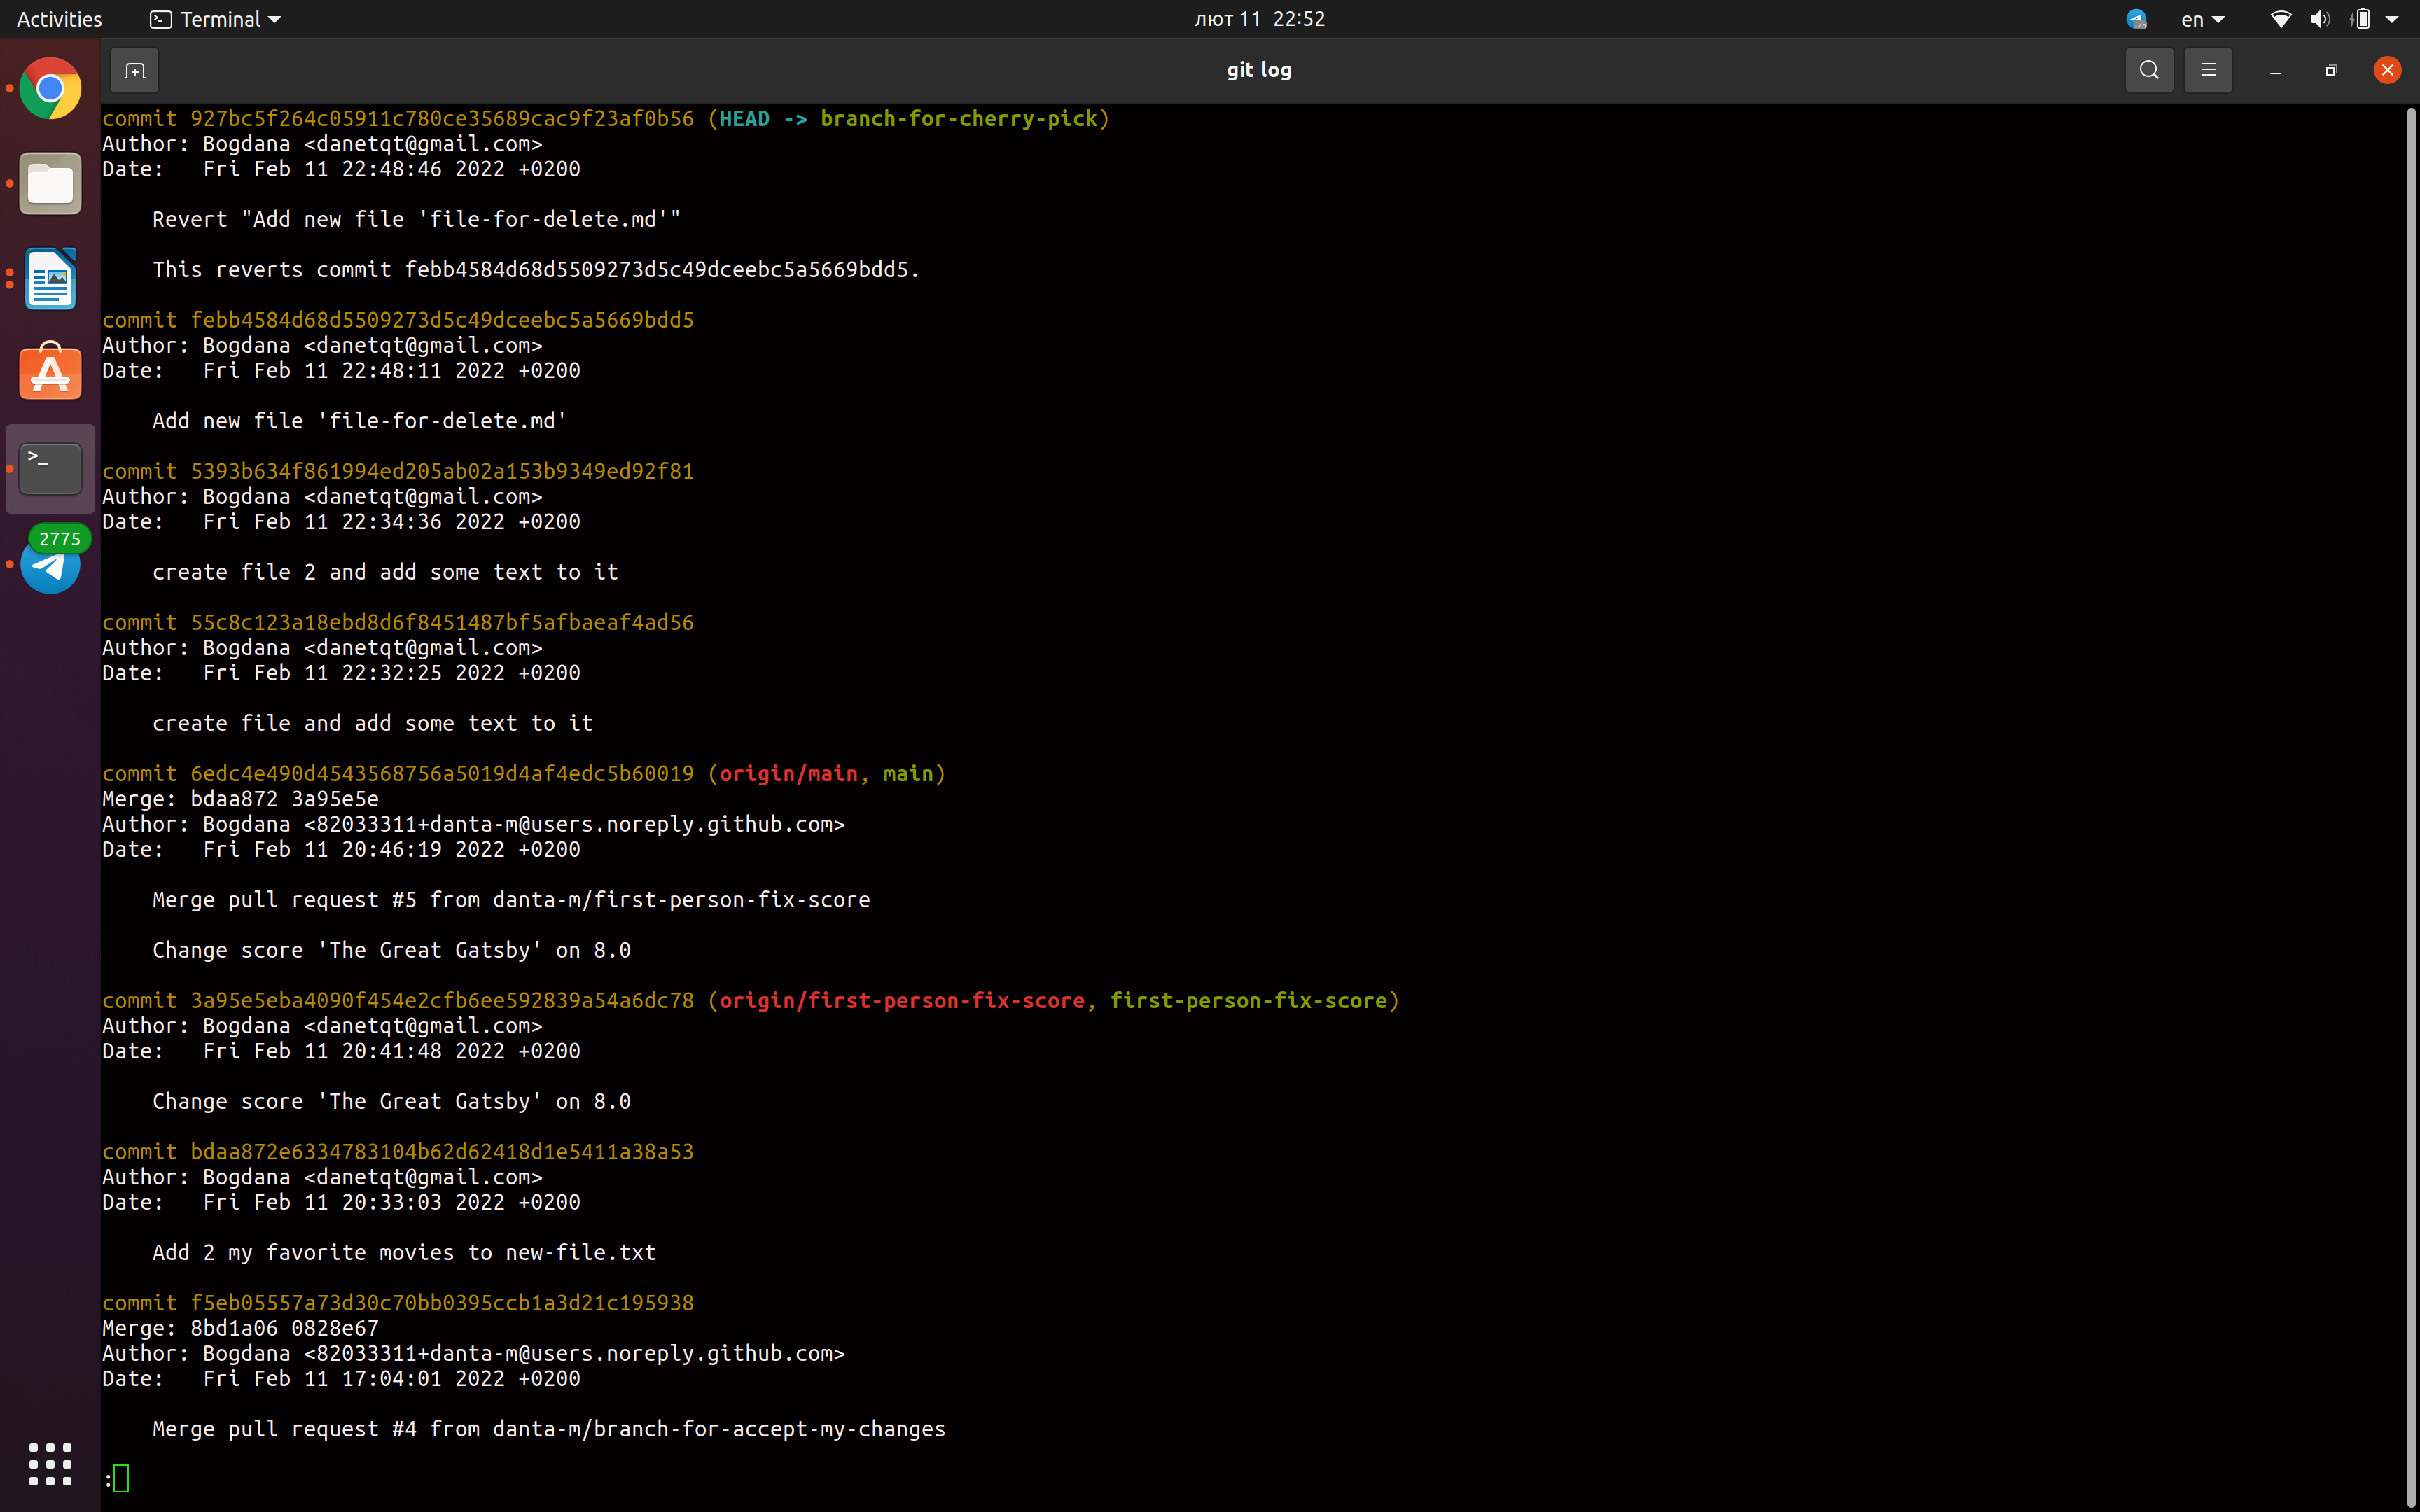 Activities Terminal лют 11 22:52 en
git log
commit 927bc5f264c05911c780ce35689cac9f23af0b56 (HEAD -> branch-for-cherry-pick)
Author: Bogdana <danetqt@gmail.com>
Date:   Fri Feb 11 22:48:46 2022 +0200
Revert "Add new file 'file-for-delete.md'"
This reverts commit febb4584d68d5509273d5c49dceebc5a5669bdd5.
commit febb4584d68d5509273d5c49dceebc5a5669bdd5
Author: Bogdana <danetqt@gmail.com>
Date:   Fri Feb 11 22:48:11 2022 +0200
Add new file 'file-for-delete.md'
commit 5393b634f861994ed205ab02a153b9349ed92f81
Author: Bogdana <danetqt@gmail.com>
Date:   Fri Feb 11 22:34:36 2022 +0200
2775
create file 2 and add some text to it
commit 55c8c123a18ebd8d6f8451487bf5afbaeaf4ad56
Author: Bogdana <danetqt@gmail.com>
Date:   Fri Feb 11 22:32:25 2022 +0200
create file and add some text to it
commit 6edc4e490d4543568756a5019d4af4edc5b60019 (origin/main, main)
Merge: bdaa872 3a95e5e
Author: Bogdana <82033311+danta-m@users.noreply.github.com>
Date:   Fri Feb 11 20:46:19 2022 +0200
Merge pull request #5 from danta-m/first-person-fix-score
Change score 'The Great Gatsby' on 8.0
commit 3a95e5eba4090f454e2cfb6ee592839a54a6dc78 (origin/first-person-fix-score, first-person-fix-score)
Author: Bogdana <danetqt@gmail.com>
Date:   Fri Feb 11 20:41:48 2022 +0200
Change score 'The Great Gatsby' on 8.0
commit bdaa872e6334783104b62d62418d1e5411a38a53
Author: Bogdana <danetqt@gmail.com>
Date:   Fri Feb 11 20:33:03 2022 +0200
Add 2 my favorite movies to new-file.txt
commit f5eb05557a73d30c70bb0395ccb1a3d21c195938
Merge: 8bd1a06 0828e67
Author: Bogdana <82033311+danta-m@users.noreply.github.com>
Date:   Fri Feb 11 17:04:01 2022 +0200
Merge pull request #4 from danta-m/branch-for-accept-my-changes
: